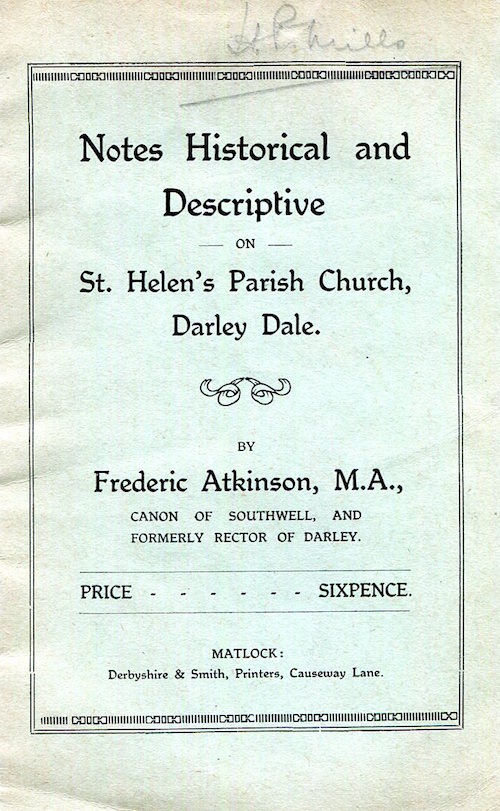 Notes Historical and
Descriptive
— ON —
St. Helen's Parish Church,
Darley Dale.
BY
Frederic Atkinson, M.A.,
CANON OF SOUTHWELL, AND
FORMERLY RECTOR OF DARLEY.
PRICE - - - - - - SIXPENCE.
MATLOCK:
Derbyshire & Smith, Printers, Causeway Lane.